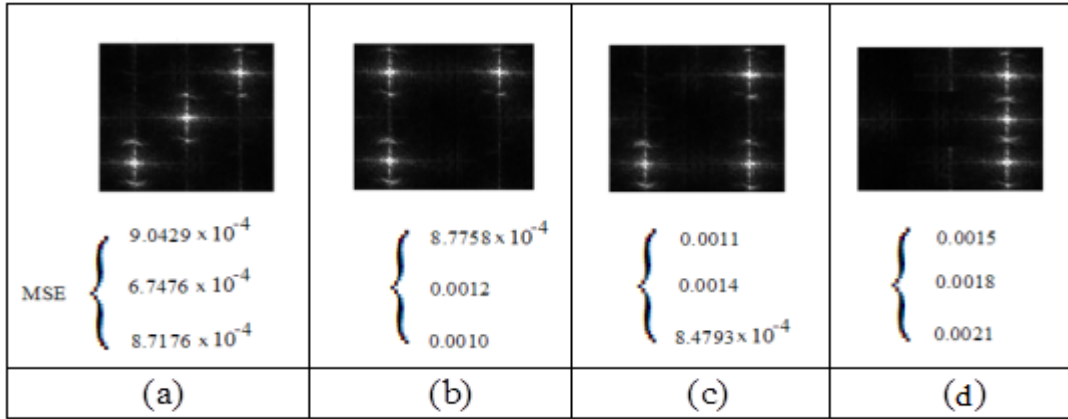 9.0429 x 10^-4
MSE
6.7476 x 10^-4
8.7176 x 10^-4
(a)
8.7758 x 10^-4
0.0012
0.0010
(b)
0.0011
0.0014
8.4793 x 10^-4
(c)
0.0015
0.0018
0.0021
(d)